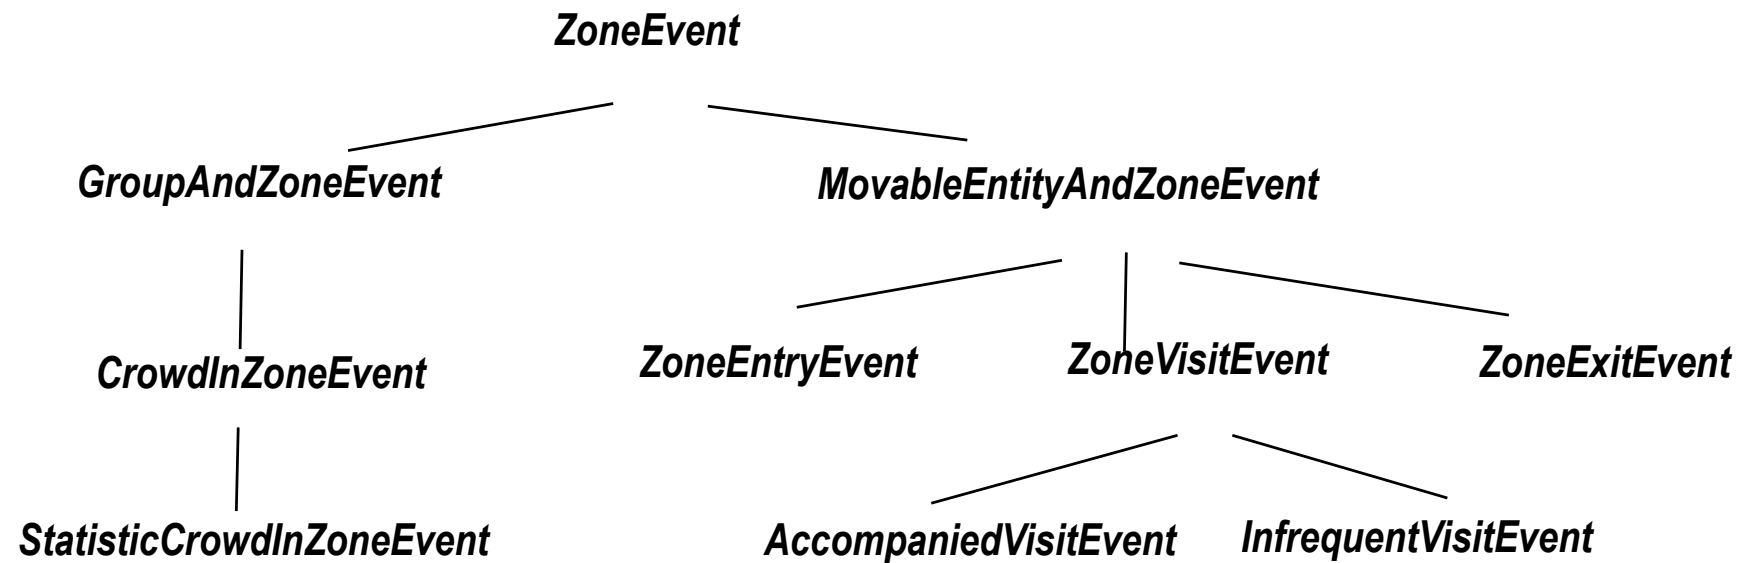 ZoneEvent
GroupAndZoneEvent
MovableEntityAndZoneEvent
CrowdInZoneEvent
ZoneEntryEvent
ZoneVisitEvent
ZoneExitEvent
StatisticCrowdInZoneEvent
AccompaniedVisitEvent
InfrequentVisitEvent